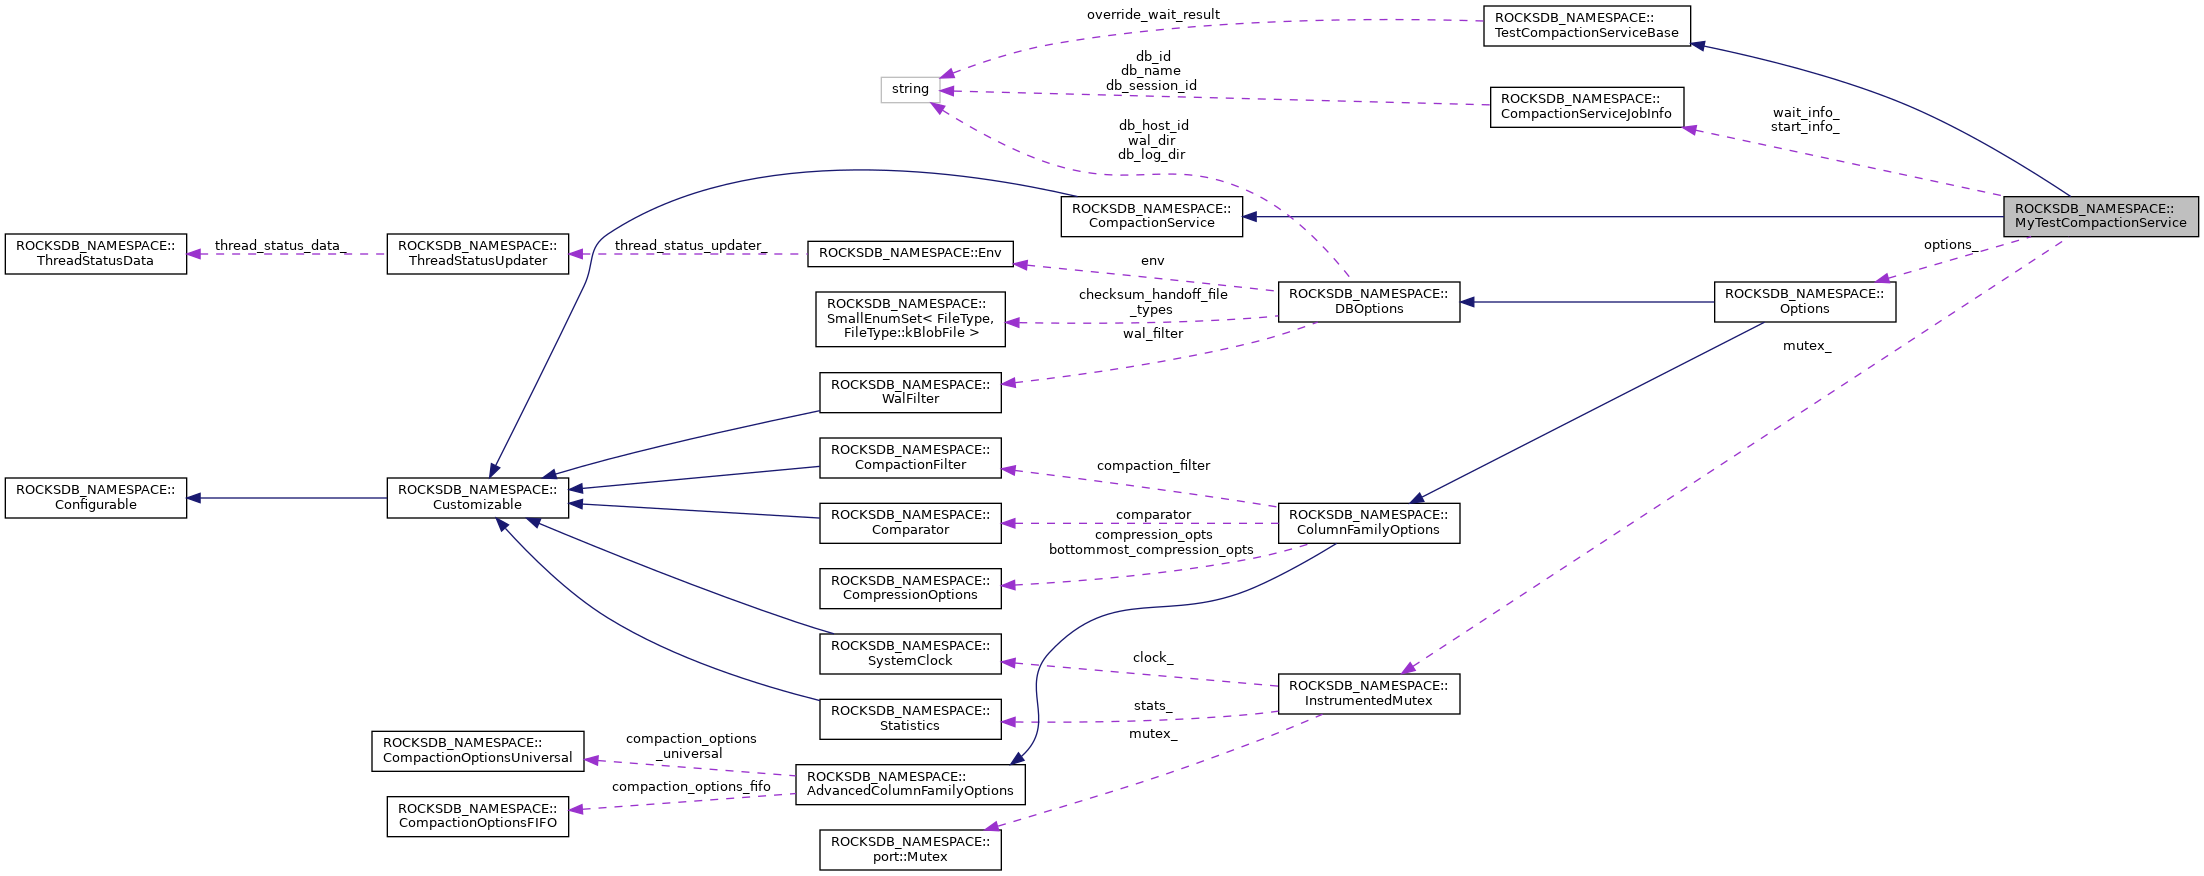 override_wait_result
ROCKSDB_NAMESPACE::
TestCompactionServiceBase
db_id
db_name
db_session_id
string
ROCKSDB_NAMESPACE::
CompactionServiceJobInfo
wait_info_
start_info_
db_host_id
wal_dir
db_log_dir
ROCKSDB_NAMESPACE::
CompactionService
ROCKSDB_NAMESPACE::
MyTestCompactionService
ROCKSDB_NAMESPACE::
ThreadStatusData
thread_status_data_
ROCKSDB_NAMESPACE::
ThreadStatusUpdater
thread_status_updater_
ROCKSDB_NAMESPACE::Env
env
options_
ROCKSDB_NAMESPACE::
SmallEnumSet< FileType,
FileType::kBlobFile >
checksum_handoff_file
_types
ROCKSDB_NAMESPACE::
DBOptions
ROCKSDB_NAMESPACE::
Options
wal_filter
mutex_
ROCKSDB_NAMESPACE::
WalFilter
ROCKSDB_NAMESPACE::
CompactionFilter
compaction_filter
ROCKSDB_NAMESPACE::
Configurable
ROCKSDB_NAMESPACE::
Customizable
ROCKSDB_NAMESPACE::
Comparator
comparator
ROCKSDB_NAMESPACE::
ColumnFamilyOptions
compression_opts
bottommost_compression_opts
ROCKSDB_NAMESPACE::
CompressionOptions
ROCKSDB_NAMESPACE::
SystemClock
clock_
ROCKSDB_NAMESPACE::
InstrumentedMutex
ROCKSDB_NAMESPACE::
Statistics
stats_
mutex_
ROCKSDB_NAMESPACE::
CompactionOptionsUniversal
compaction_options
_universal
ROCKSDB_NAMESPACE::
AdvancedColumnFamilyOptions
compaction_options_fifo
ROCKSDB_NAMESPACE::
CompactionOptionsFIFO
ROCKSDB_NAMESPACE::
port::Mutex